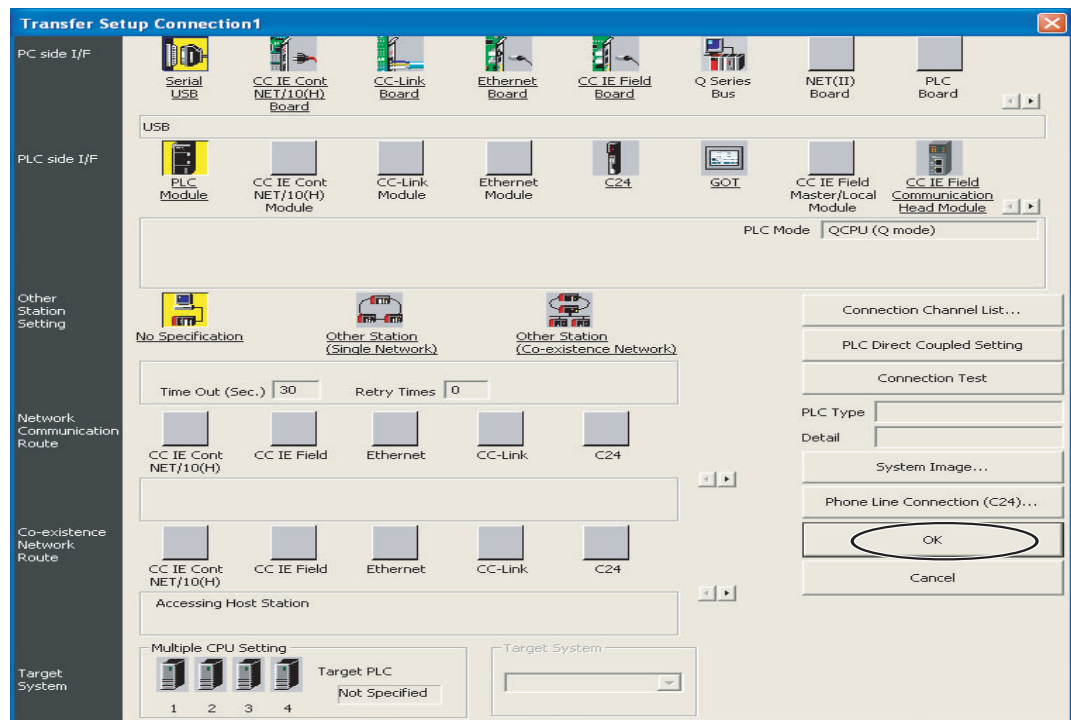 Transfer Setup Connection1
PC side I/F
Serial
USB
CC IE Cont
NET/10(H)
Board
CC-Link
Board
Ethernet
Board
CC IE Field
Board
Q Series
Bus
NET(II)
Board
PLC
Board
USB
PLC side I/F
PLC
Module
CC IE Cont
NET/10(H)
Module
CC-Link
Module
Ethernet
Module
C24
GOT
CC IE Field
Master/Local
Module
CC IE Field
Communication
Head Module
PLC Mode QCPU (Q mode)
Other
Station
Setting
No Specification
Other Station
(Single Network)
Other Station
(Co-existence Network)
Time Out (Sec.) 30 Retry Times 0
Connection Channel List...
PLC Direct Coupled Setting
Connection Test
PLC Type
Detail
System Image...
Phone Line Connection (C24)...
OK
Cancel
Network
Communication
Route
CC IE Cont
NET/10(H)
CC IE Field
Ethernet
CC-Link
C24
Co-existence
Network
Route
CC IE Cont
NET/10(H)
CC IE Field
Ethernet
CC-Link
C24
Accessing Host Station
Target
System
Multiple CPU Setting
1 2 3 4
Target PLC
Not Specified
Target System